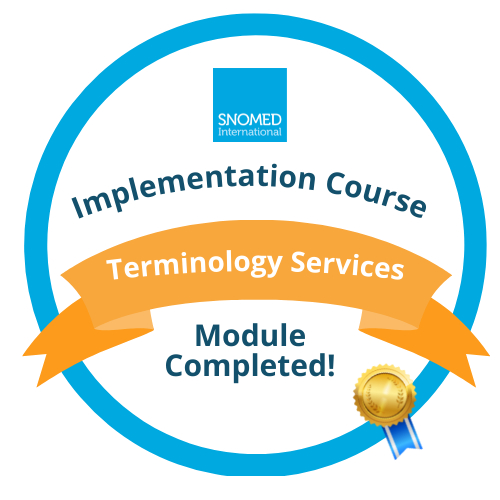 SNOMED
International
Implementation Course
Terminology Services
Module
Completed!